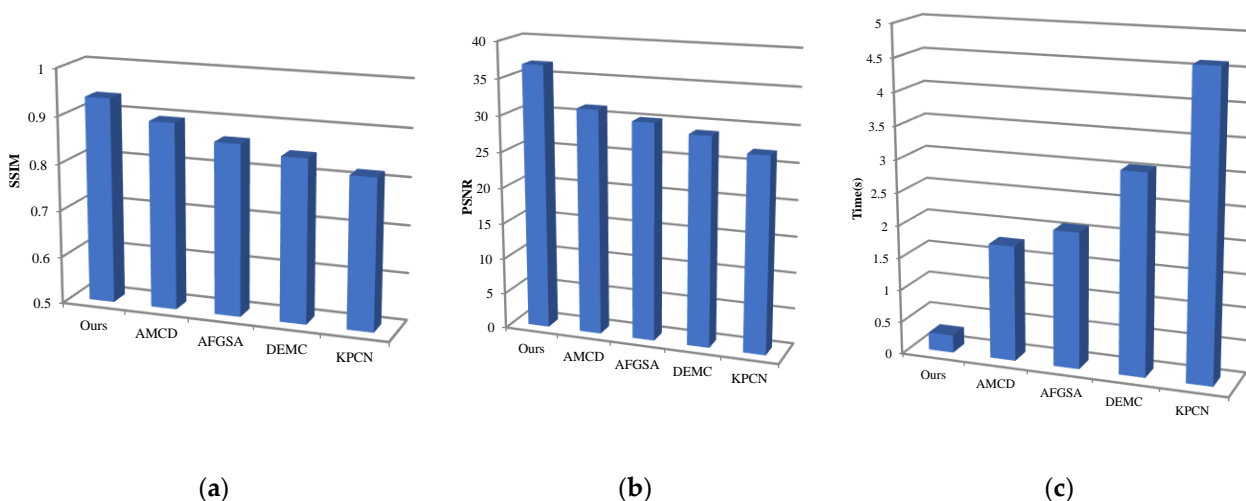 SSIM
1
0.9
0.8
0.7
0.6
0.5
Ours
AMCD
AFGSA
DEMC
KPCN
(a)
PSNR
40
35
30
25
20
15
10
5
0
Ours
AMCD
AFGSA
DEMC
KPCN
(b)
Time(s)
5
4.5
4
3.5
3
2.5
2
1.5
1
0.5
0
Ours
AMCD
AFGSA
DEMC
KPCN
(c)